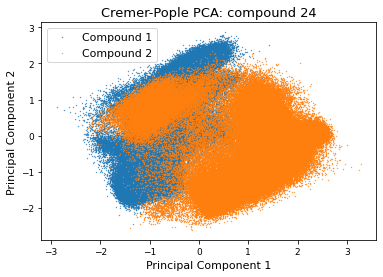 Cremer-Pople PCA: compound 24
Compound 1
Compound 2
Principal Component 2
3
2
1
0
−1
−2
−3
−2
−1
0
1
2
3
Principal Component 1